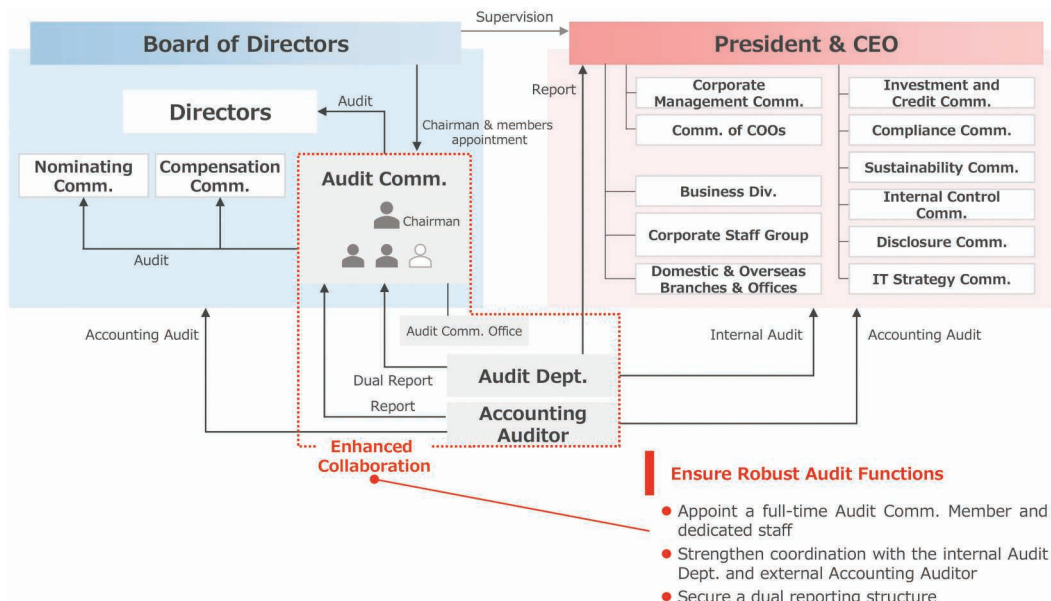 Supervision
Board of Directors
President & CEO
Directors
Audit
Chairman & members
appointment
Report
Nominating
Comm.
Compensation
Comm.
Audit Comm.
Chairman
Audit
Corporate
Management Comm.
Comm. of COOs
Business Div.
Corporate Staff Group
Domestic & Overseas
Branches & Offices
Investment and
Credit Comm.
Compliance Comm.
Sustainability Comm.
Internal Control
Comm.
Disclosure Comm.
IT Strategy Comm.
Accounting Audit
Audit Comm. Office
Internal Audit
Accounting Audit
Dual Report
Audit Dept.
Report
Accounting
Auditor
Enhanced
Collaboration
Ensure Robust Audit Functions
Appoint a full-time Audit Comm. Member and
dedicated staff
Strengthen coordination with the internal Audit
Dept. and external Accounting Auditor
Secure a dual reporting structure